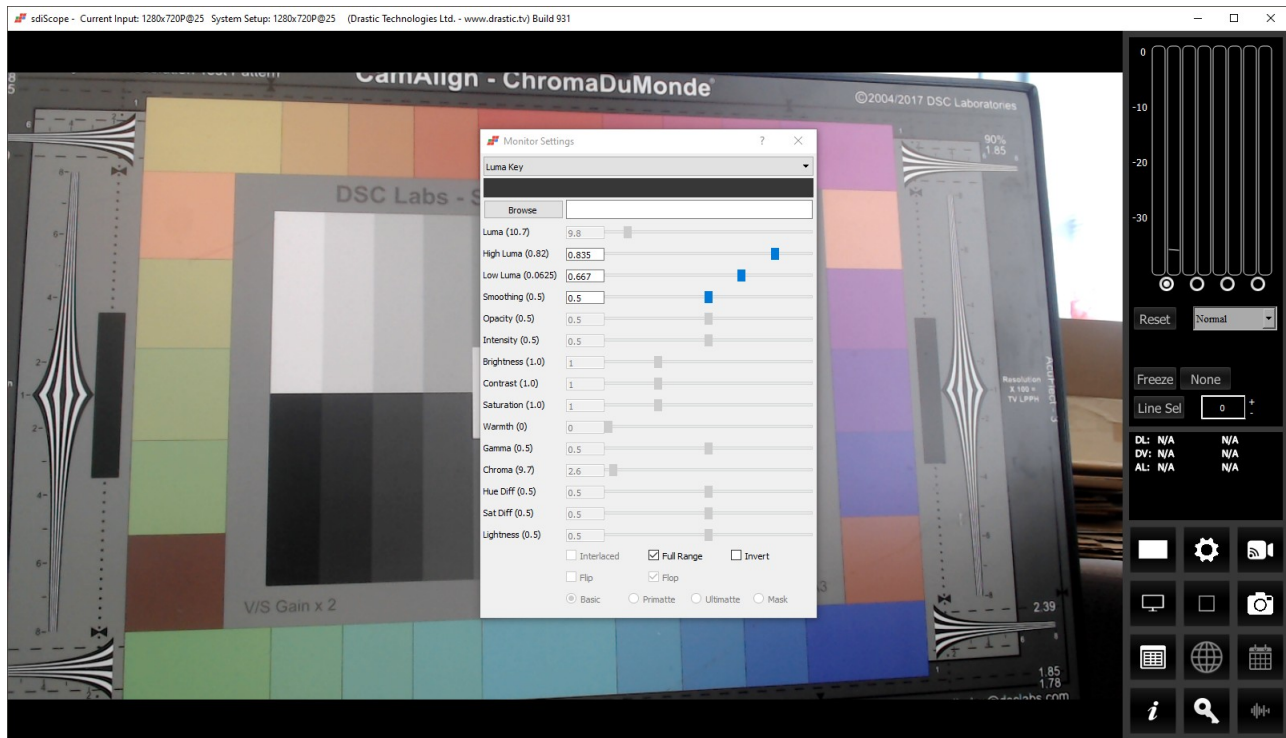 sdiScope - Current Input: 1280x720P@25 System Setup: 1280x720P@25 (Drastic Technologies Ltd. - www.drastic.tv) Build 931
Test Pattern
CamAlign - ChromaDuMonde
©2004/2017 DSC Laboratories
90%
1.85
DSC Labs - S
Resolution
X 100 =
TV LPPH
V/S Gain x 2
2.39
1.85
1.78
Monitor Settings
Luma Key
Browse
Luma (10.7) 9.8
High Luma (0.82) 0.835
Low Luma (0.0625) 0.667
Smoothing (0.5) 0.5
Opacity (0.5) 0.5
Intensity (0.5) 0.5
Brightness (1.0) 1
Contrast (1.0) 1
Saturation (1.0) 1
Warmth (0) 0
Gamma (0.5) 0.5
Chroma (9.7) 2.6
Hue Diff (0.5) 0.5
Sat Diff (0.5) 0.5
Lightness (0.5) 0.5
Interlaced Full Range Invert
Flip Flop
Basic Primatte Ultimatte Mask
0
-10
-20
-30
Reset Normal
Freeze None
Line Sel 0 + -
DL: N/A N/A
DV: N/A N/A
AL: N/A N/A